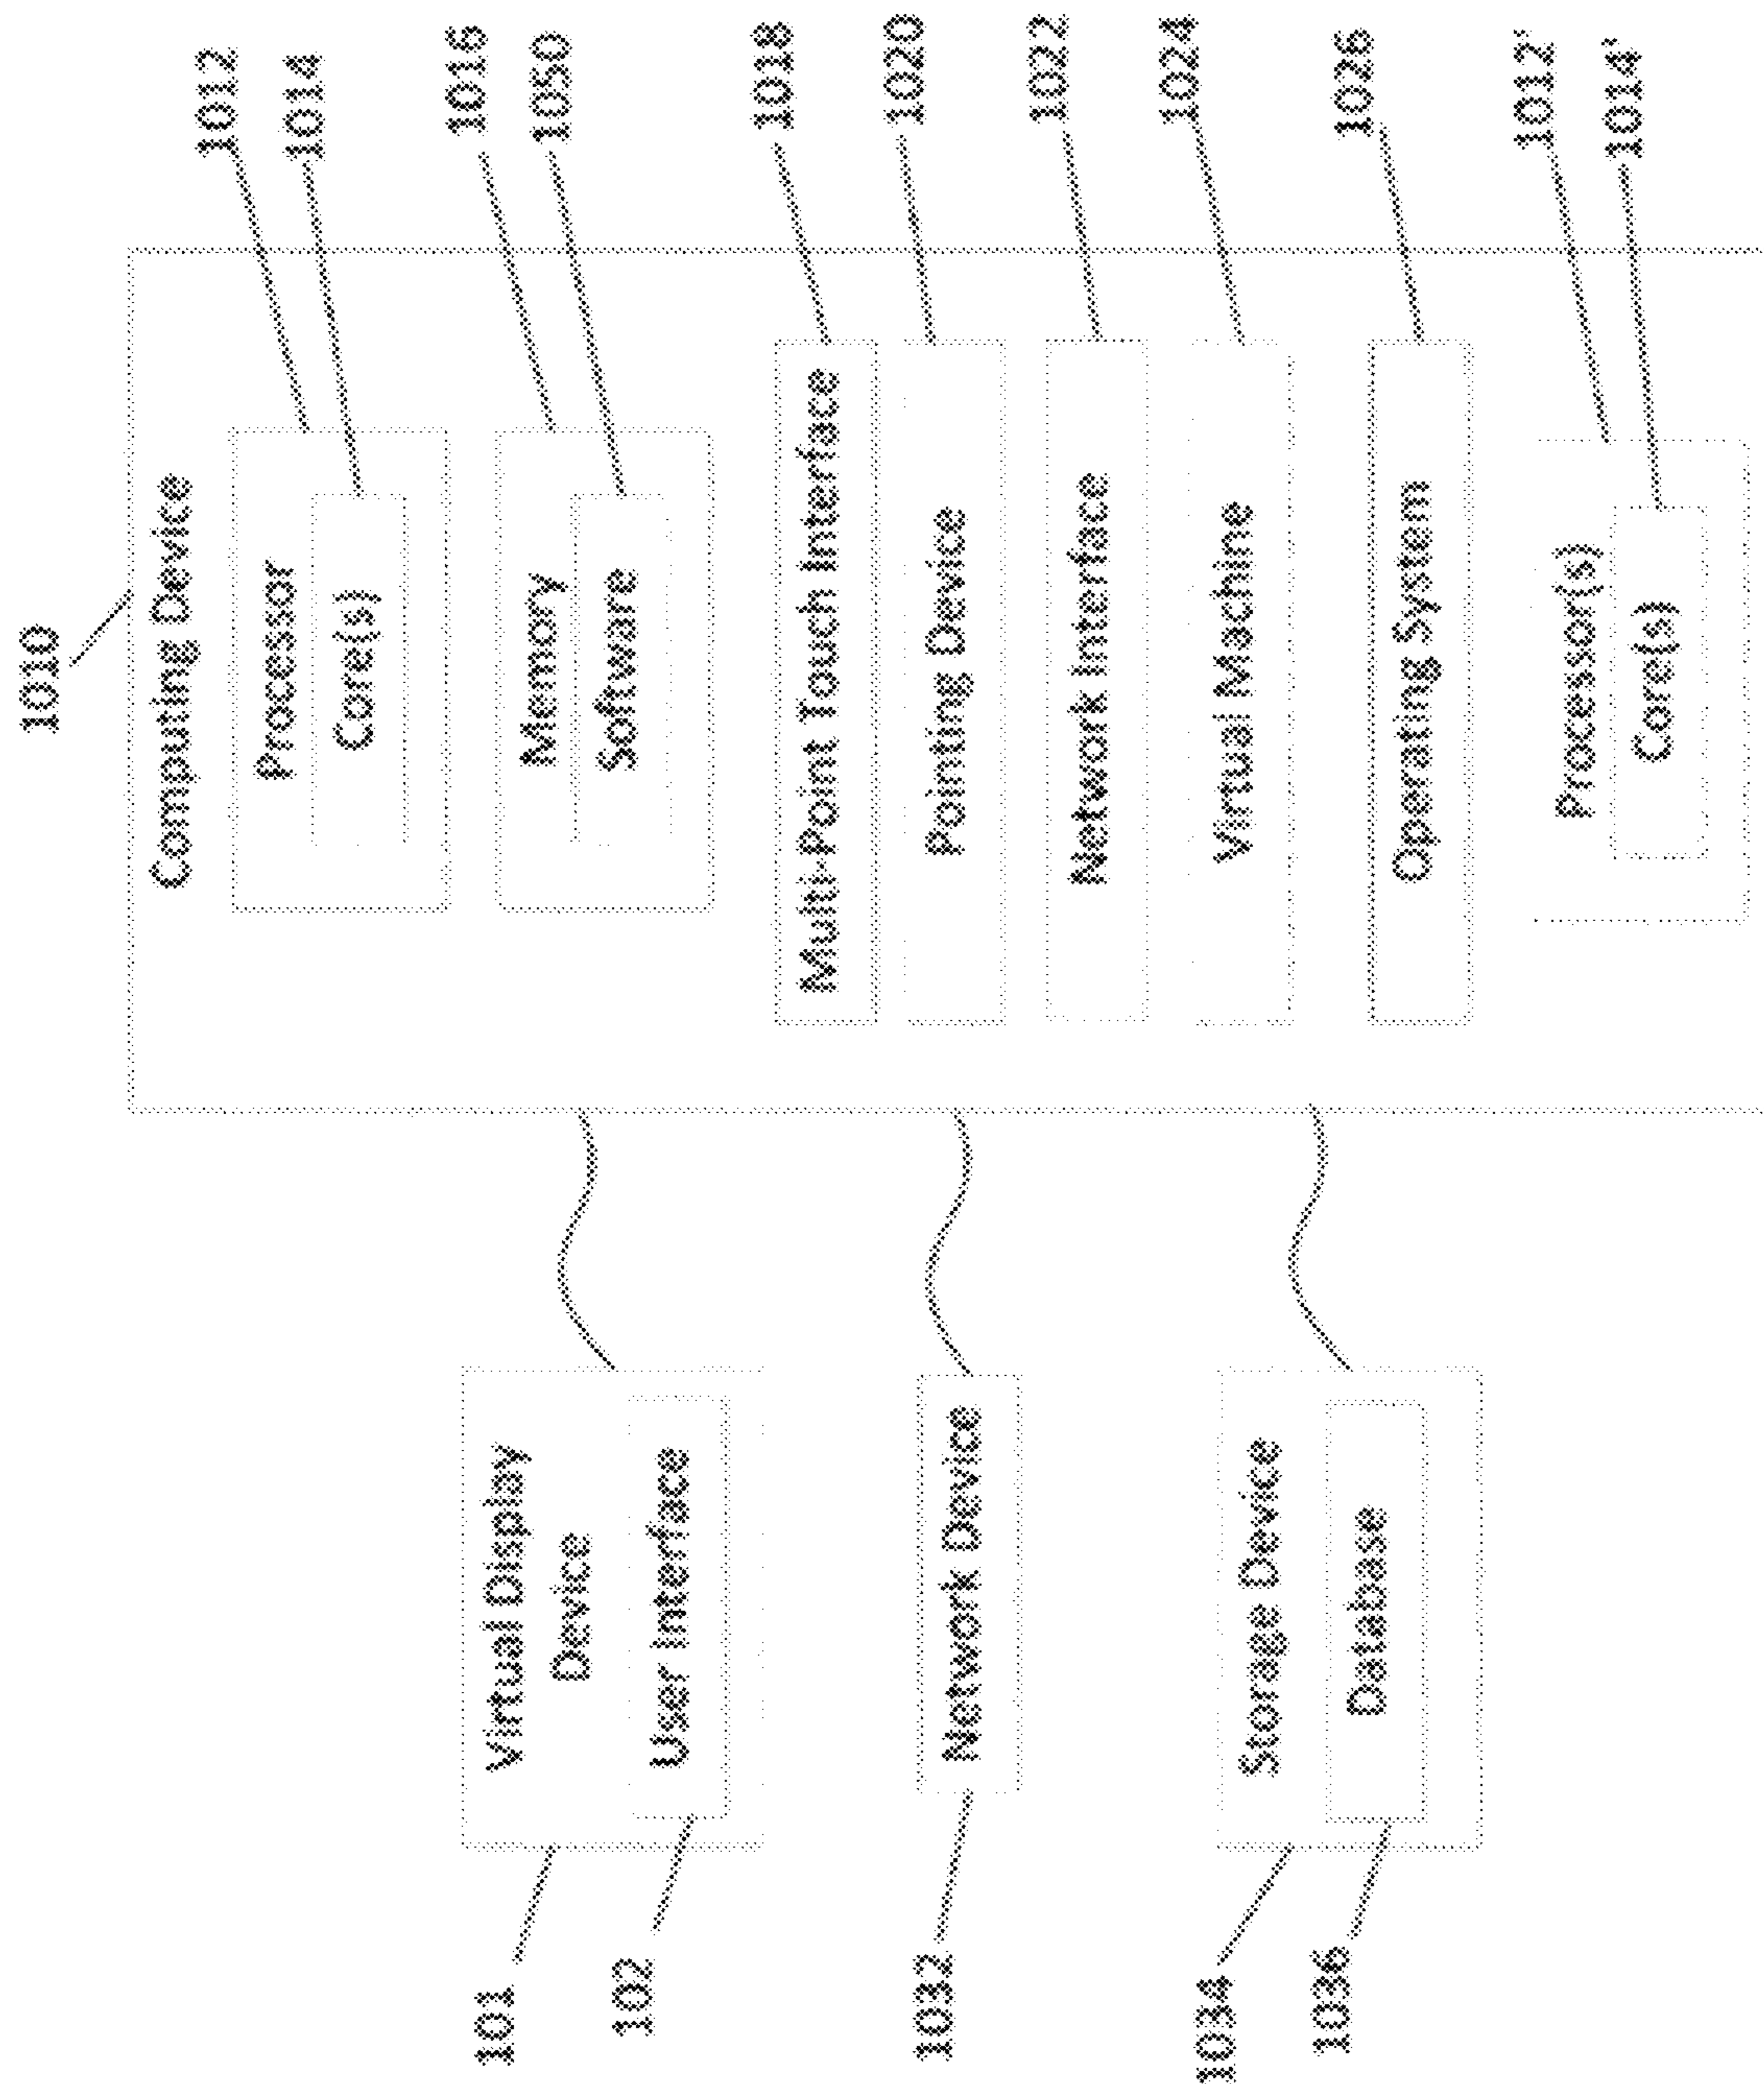 1010
Computing Device
1012
Processor
1014
Core(s)
1016
Memory
1050
Software
1018
Multi-Point Touch Interface
1020
Pointing Device
1022
Network Interface
1024
Virtual Machine
1026
Operating System
1012'
Processor(s)
1014'
Core(s)
101
Virtual Display
Device
102
User Interface
1032
Network Device
1034
Storage Device
1036
Database